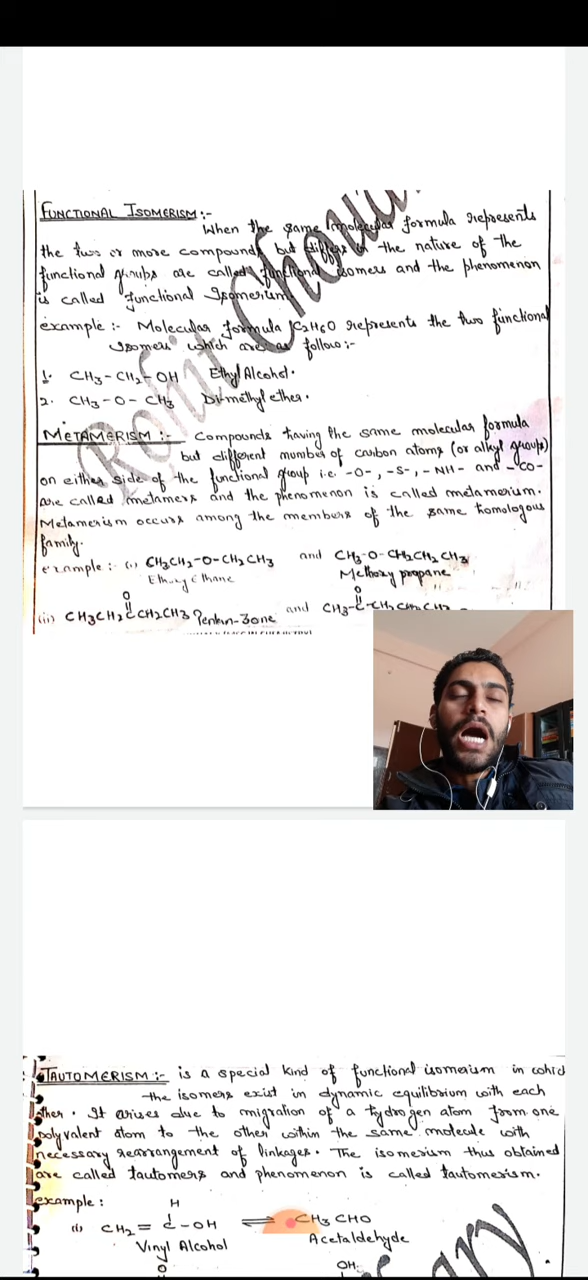 FUNCTIONAL ISOMERISM :-
When the same molecular formula represents
the two or more compounds but differs in the nature of the
functional groups are called functional isomers and the phenomenon
is called functional Isomerism.
example :- Molecular formula C2H6O represents the two functional
Isomers which are as follow :-
1. CH3-CH2-OH Ethyl Alcohol.
2. CH3-O-CH3 Di-methyl ether.
METAMERISM :- Compounds having the same molecular formula
but different number of carbon atoms (or alkyl groups)
on either side of the functional group i.e. -O-, -S-, -NH- and -CO-
are called metamers and the phenomenon is called metamerism.
Metamerism occurs among the members of the same homologous
family.
example :- (i) CH3CH2-O-CH2CH3 and CH3-O-CH2CH2CH3
Ethoxy Ethane Methoxy propane
O O
(ii) CH3CH2CCH2CH3 and CH3-C-CH2CH2CH3
TAUTOMERISM :- is a special kind of functional isomerism in which
the isomers exist in dynamic equilibrium with each
other. It arises due to migration of a hydrogen atom from one
polyvalent atom to the other within the same molecule with
necessary rearrangement of linkages. The isomerism thus obtained
are called tautomers and phenomenon is called tautomerism.
example :
H
(i) CH2 = C-OH ⇌ CH3CHO
Vinyl Alcohol Acetaldehyde
O OH